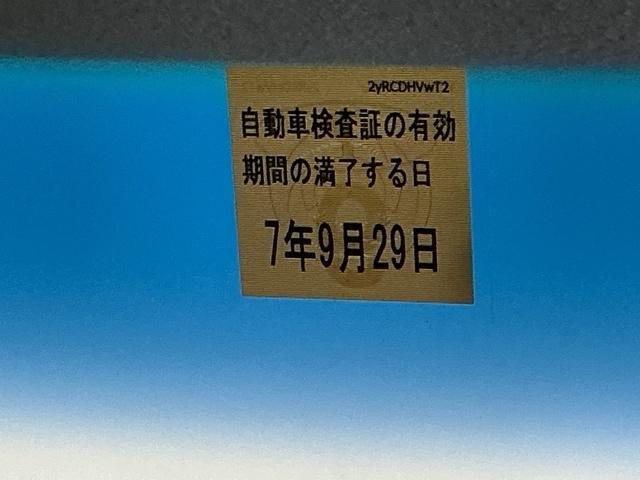 2yRCDHVwT2
自動車検査証の有効
期間の満了する日
7年9月29日